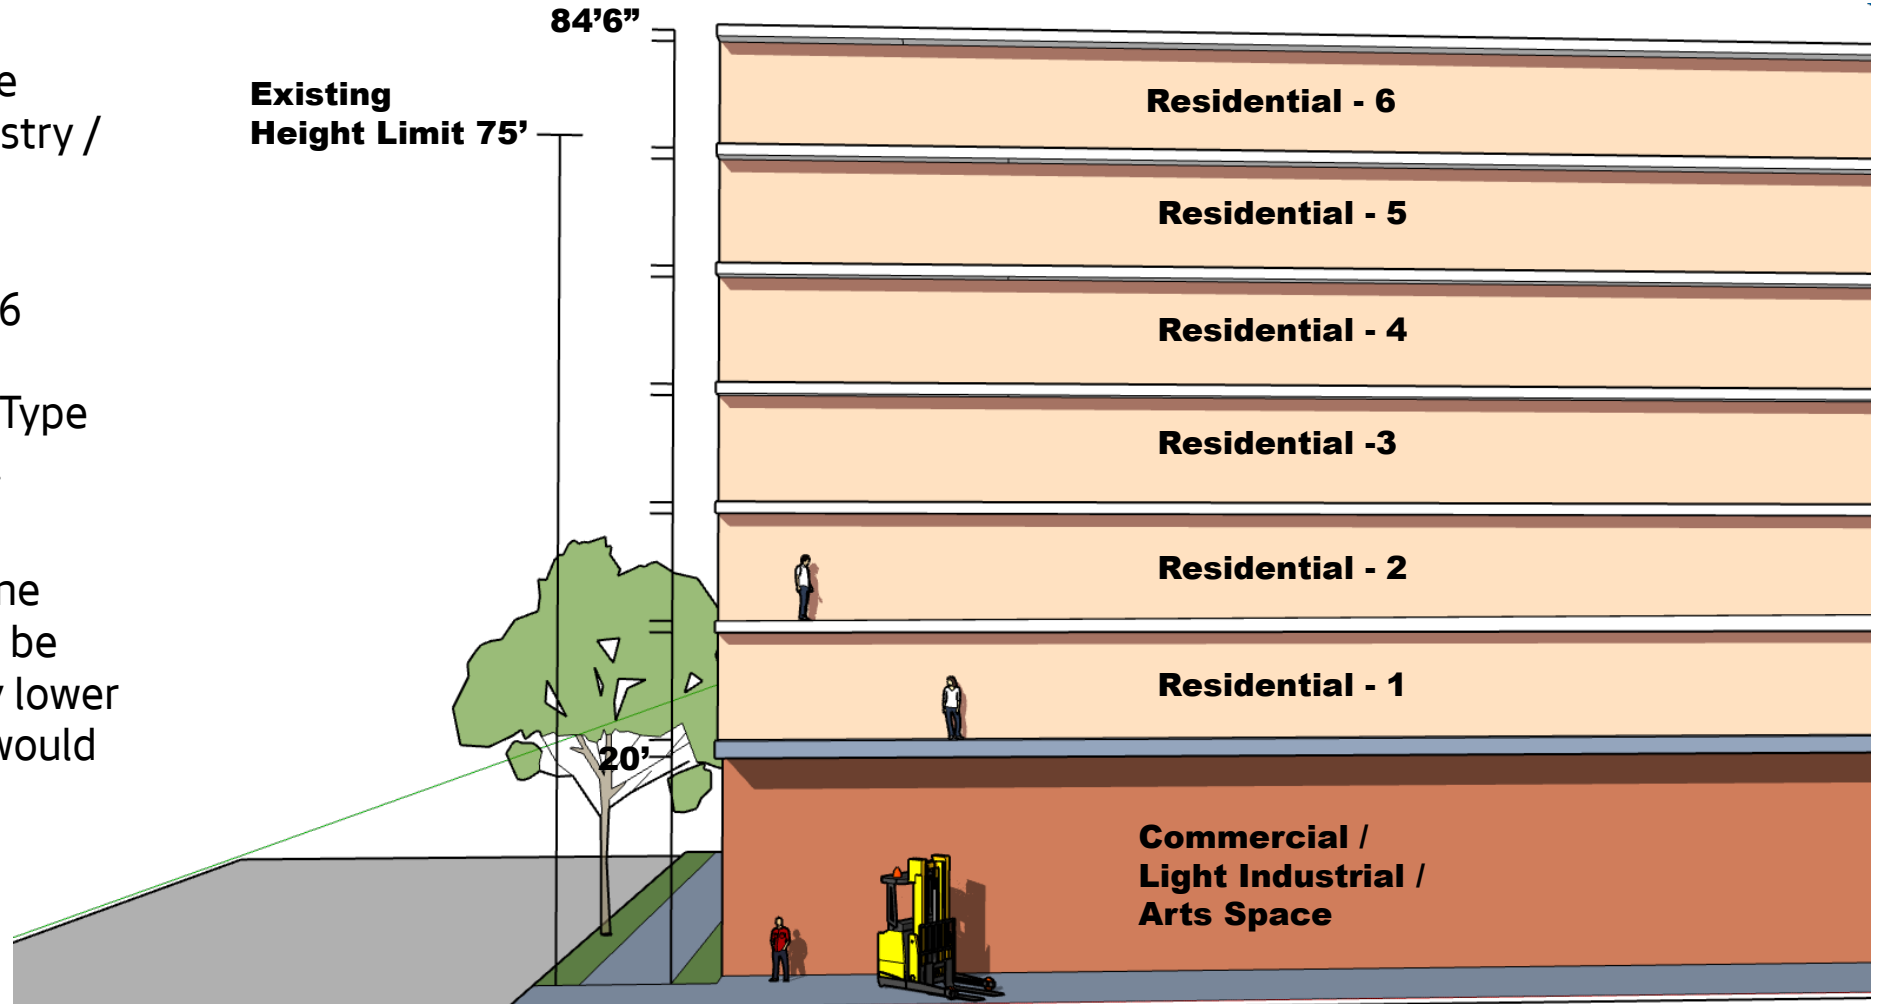 e
stry /
6
Type
ne
be
lower
would
84’6”
Existing
Height Limit 75’
20’
Residential - 6
Residential - 5
Residential - 4
Residential -3
Residential - 2
Residential - 1
Commercial /
Light Industrial /
Arts Space